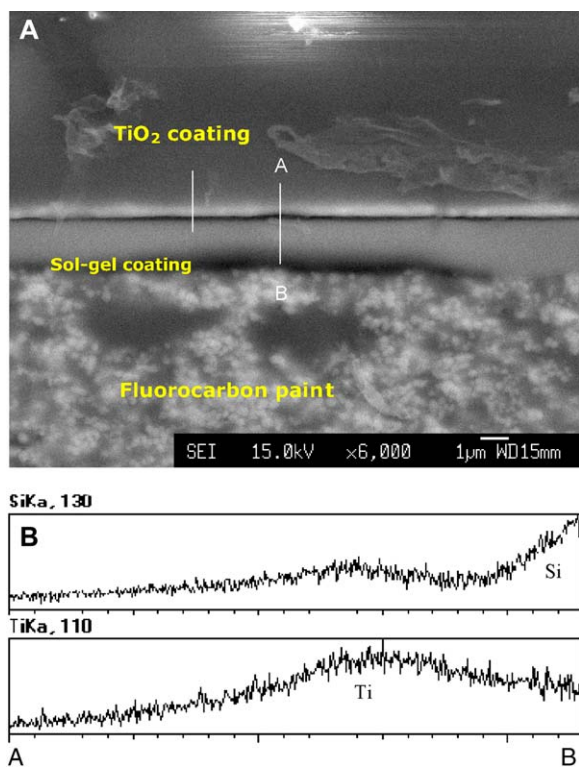 A
TiO₂ coating
A
Sol-gel coating
B
Fluorocarbon paint
SEI 15.0kV ×6,000 1μm WD15mm
SiKa, 130
B
Si
TiKa, 110
Ti
A B